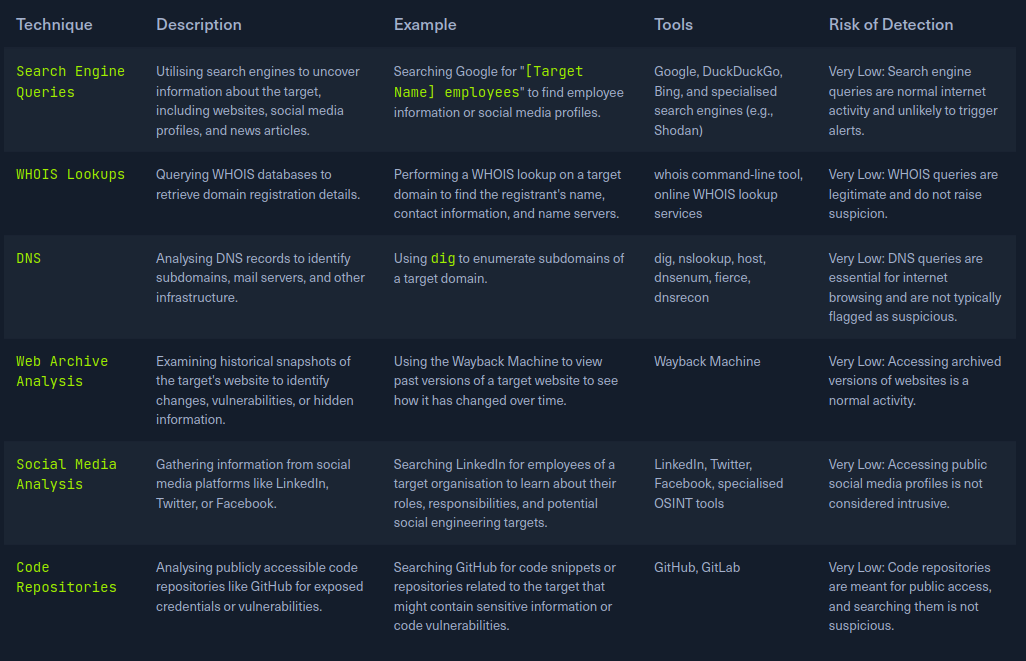 Technique Description Example Tools Risk of Detection
Search Engine
Queries
Utilising search engines to uncover
information about the target,
including websites, social media
profiles, and news articles.
Searching Google for "[Target
Name] employees" to find employee
information or social media profiles.
Google, DuckDuckGo,
Bing, and specialised
search engines (e.g.,
Shodan)
Very Low: Search engine
queries are normal internet
activity and unlikely to trigger
alerts.
WHOIS Lookups
Querying WHOIS databases to
retrieve domain registration details.
Performing a WHOIS lookup on a target
domain to find the registrant's name,
contact information, and name servers.
whois command-line tool,
online WHOIS lookup
services
Very Low: WHOIS queries are
legitimate and do not raise
suspicion.
DNS
Analysing DNS records to identify
subdomains, mail servers, and other
infrastructure.
Using dig to enumerate subdomains of
a target domain.
dig, nslookup, host,
dnsenum, fierce,
dnsrecon
Very Low: DNS queries are
essential for internet
browsing and are not typically
flagged as suspicious.
Web Archive
Analysis
Examining historical snapshots of
the target's website to identify
changes, vulnerabilities, or hidden
information.
Using the Wayback Machine to view
past versions of a target website to see
how it has changed over time.
Wayback Machine
Very Low: Accessing archived
versions of websites is a
normal activity.
Social Media
Analysis
Gathering information from social
media platforms like LinkedIn,
Twitter, or Facebook.
Searching LinkedIn for employees of a
target organisation to learn about their
roles, responsibilities, and potential
social engineering targets.
LinkedIn, Twitter,
Facebook, specialised
OSINT tools
Very Low: Accessing public
social media profiles is not
considered intrusive.
Code
Repositories
Analysing publicly accessible code
repositories like GitHub for exposed
credentials or vulnerabilities.
Searching GitHub for code snippets or
repositories related to the target that
might contain sensitive information or
code vulnerabilities.
GitHub, GitLab
Very Low: Code repositories
are meant for public access,
and searching them is not
suspicious.